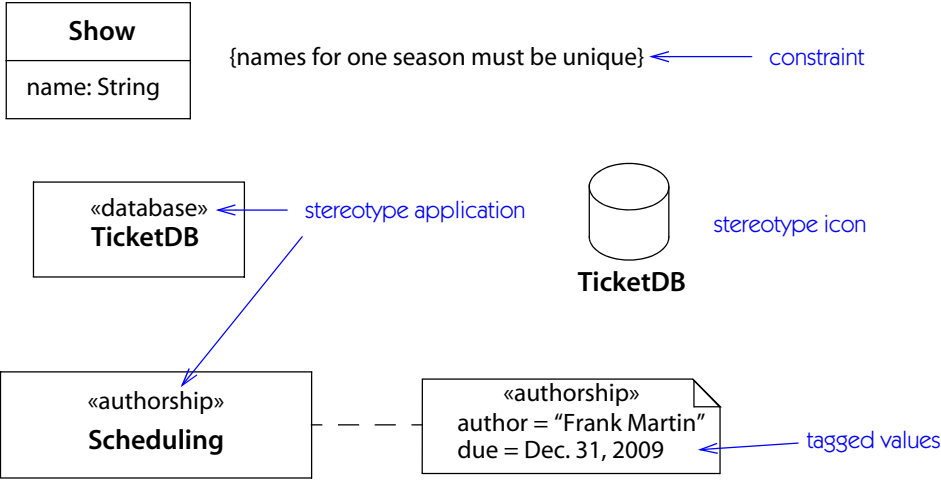 Show
name: String
{names for one season must be unique}
constraint
«database»
TicketDB
stereotype application
stereotype icon
TicketDB
«authorship»
Scheduling
«authorship»
author = “Frank Martin”
due = Dec. 31, 2009
tagged values